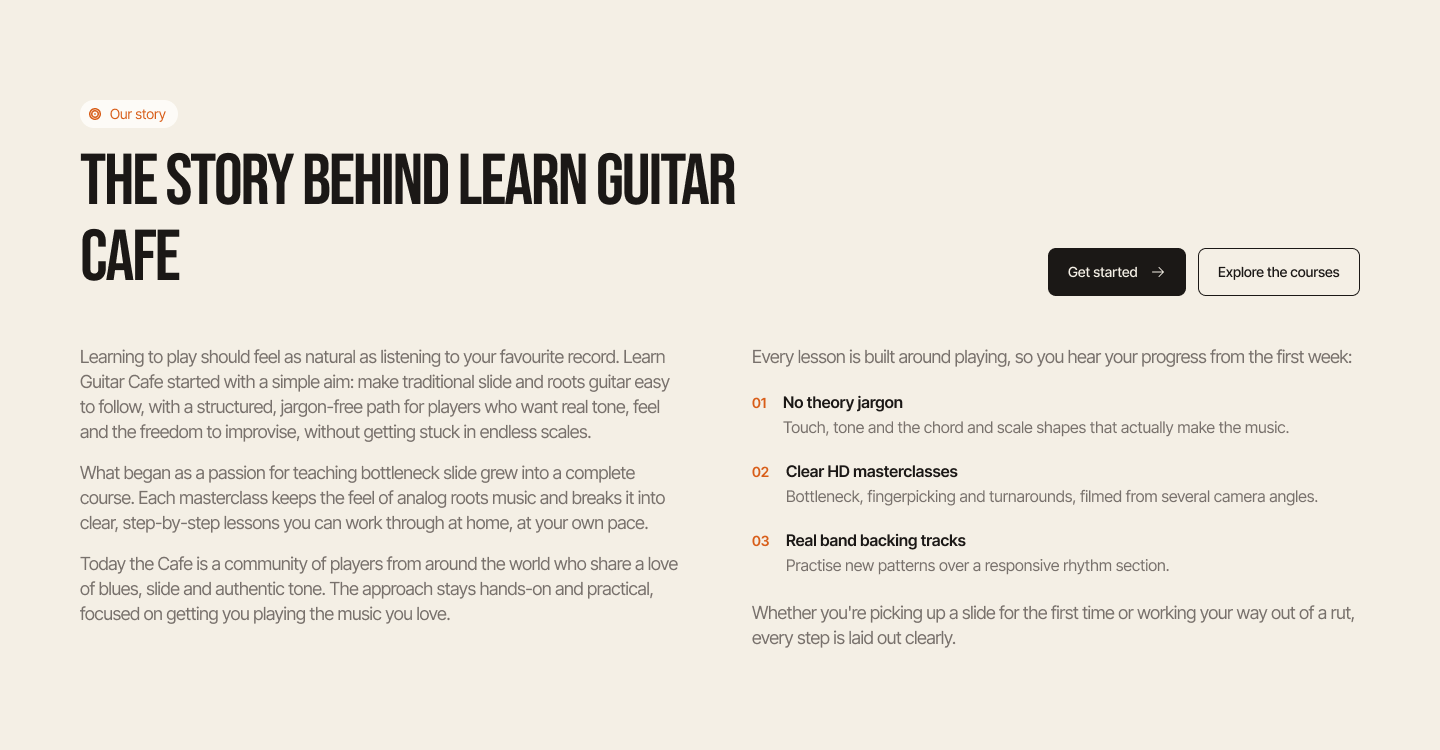 Our story
THE STORY BEHIND LEARN GUITAR
CAFE
Get started
Explore the courses
Learning to play should feel as natural as listening to your favourite record. Learn
Guitar Cafe started with a simple aim: make traditional slide and roots guitar easy
to follow, with a structured, jargon-free path for players who want real tone, feel
and the freedom to improvise, without getting stuck in endless scales.
What began as a passion for teaching bottleneck slide grew into a complete
course. Each masterclass keeps the feel of analog roots music and breaks it into
clear, step-by-step lessons you can work through at home, at your own pace.
Today the Cafe is a community of players from around the world who share a love
of blues, slide and authentic tone. The approach stays hands-on and practical,
focused on getting you playing the music you love.
Every lesson is built around playing, so you hear your progress from the first week:
01 No theory jargon
Touch, tone and the chord and scale shapes that actually make the music.
02 Clear HD masterclasses
Bottleneck, fingerpicking and turnarounds, filmed from several camera angles.
03 Real band backing tracks
Practise new patterns over a responsive rhythm section.
Whether you're picking up a slide for the first time or working your way out of a rut,
every step is laid out clearly.